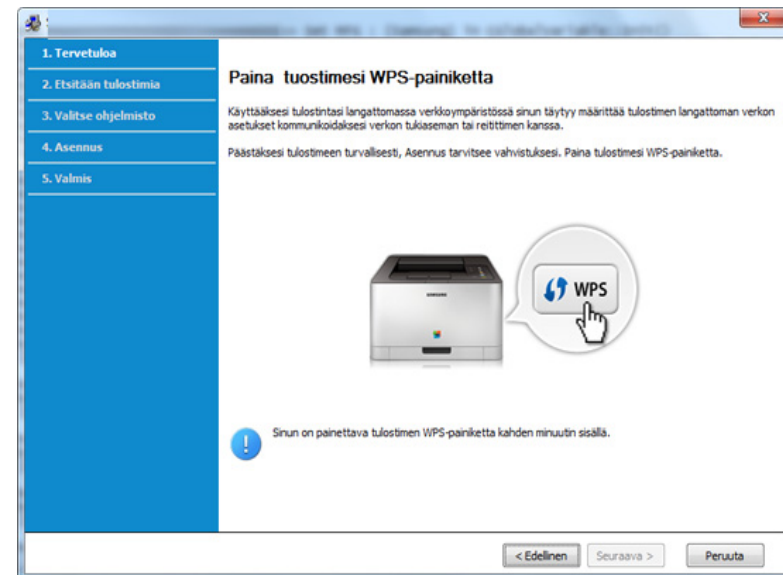 1. Tervetuloa
2. Etsitään tulostimia
3. Valitse ohjelmisto
4. Asennus
5. Valmis
Paina tuostimesi WPS-painiketta
Käyttääksesi tulostintasi langattomassa verkkoympäristössä sinun täytyy määrittää tulostimen langattoman verkon
asetukset kommunikoidaksesi verkon tukiaseman tai reitittimen kanssa.
Päästäksesi tulostimeen turvallisesti, Asennus tarvitsee vahvistuksesi. Paina tulostimesi WPS-painiketta.
SAMSUNG
WPS
Sinun on painettava tulostimen WPS-painiketta kahden minuutin sisällä.
< Edellinen
Seuraava >
Peruuta